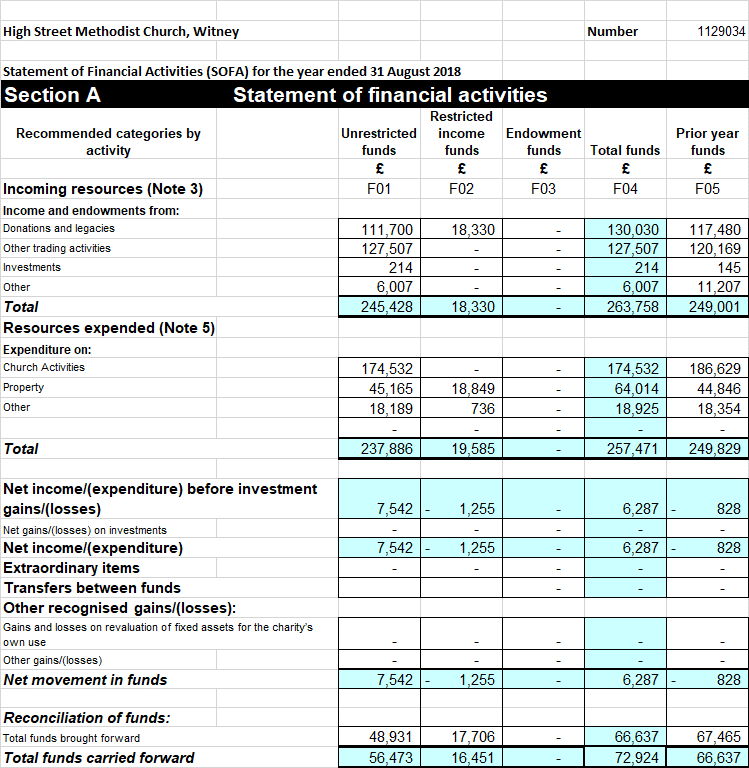 High Street Methodist Church, Witney Number 1129034
Statement of Financial Activities (SOFA) for the year ended 31 August 2018
Section A Statement of financial activities
Recommended categories by activity Unrestricted funds Restricted income funds Endowment funds Total funds Prior year funds
£ £ £ £ £
Incoming resources (Note 3) F01 F02 F03 F04 F05
Income and endowments from:
Donations and legacies 111,700 18,330 - 130,030 117,480
Other trading activities 127,507 - - 127,507 120,169
Investments 214 - - 214 145
Other 6,007 - - 6,007 11,207
Total 245,428 18,330 - 263,758 249,001
Resources expended (Note 5)
Expenditure on:
Church Activities 174,532 - - 174,532 186,629
Property 45,165 18,849 - 64,014 44,846
Other 18,189 736 - 18,925 18,354
- - - - -
Total 237,886 19,585 - 257,471 249,829
Net income/(expenditure) before investment
gains/(losses) 7,542 - 1,255 - 6,287 - 828
Net gains/(losses) on investments - - - - -
Net income/(expenditure) 7,542 - 1,255 - 6,287 - 828
Extraordinary items - - - - -
Transfers between funds - - -
Other recognised gains/(losses):
Gains and losses on revaluation of fixed assets for the charity's
own use - - - - -
Other gains/(losses) - - - - -
Net movement in funds 7,542 - 1,255 - 6,287 - 828
Reconciliation of funds:
Total funds brought forward 48,931 17,706 - 66,637 67,465
Total funds carried forward 56,473 16,451 - 72,924 66,637